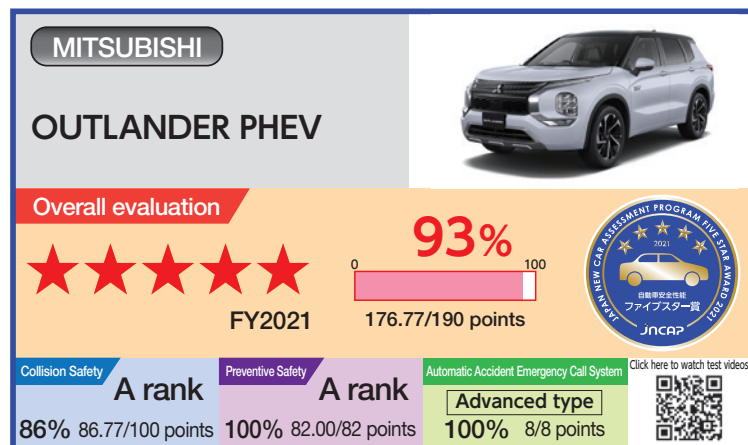 MITSUBISHI
OUTLANDER PHEV
Overall evaluation
★★★★★
FY2021
93%
0 100
176.77/190 points
JAPAN NEW CAR ASSESSMENT PROGRAM FIVE STAR AWARD 2021
2021
自動車安全性能
ファイブスター賞
JNCAP
Collision Safety
A rank
86% 86.77/100 points
Preventive Safety
A rank
100% 82.00/82 points
Automatic Accident Emergency Call System
Advanced type
100% 8/8 points
Click here to watch test videos